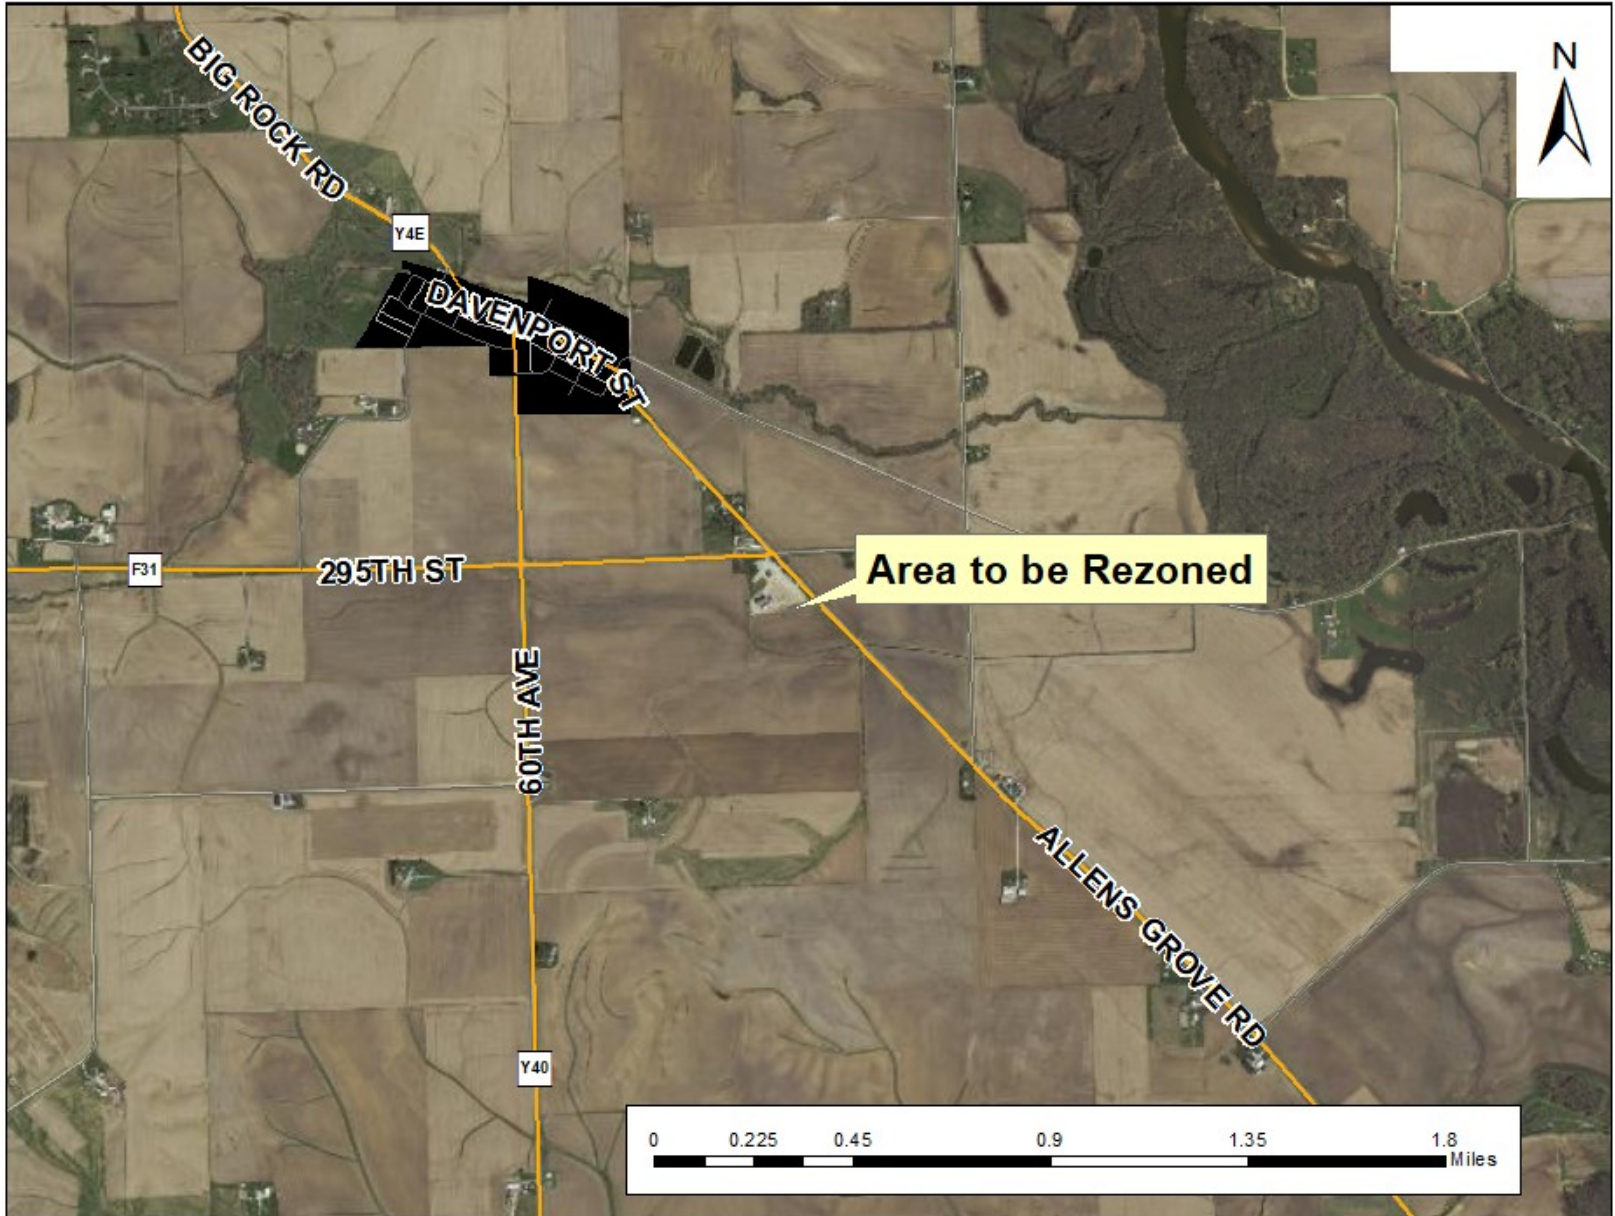 N
BIG ROCK RD
Y4E
DAVENPORT ST
Area to be Rezoned
F31
295TH ST
60TH AVE
ALLENS GROVE RD
Y40
0 0.225 0.45 0.9 1.35 1.8
Miles